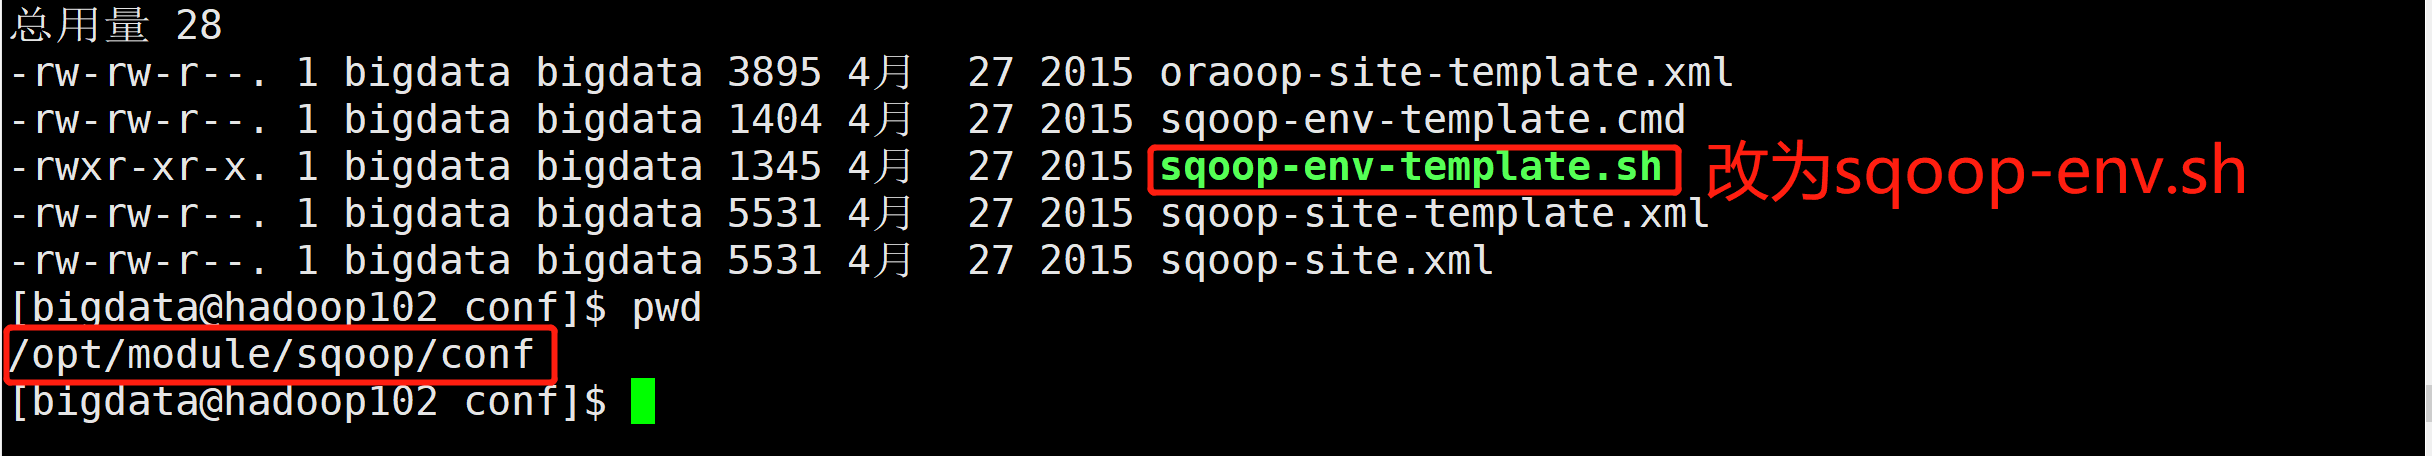 总用量 28
-rw-rw-r--. 1 bigdata bigdata 3895 4月  27 2015 oraoop-site-template.xml
-rw-rw-r--. 1 bigdata bigdata 1404 4月  27 2015 sqoop-env-template.cmd
-rwxr-xr-x. 1 bigdata bigdata 1345 4月  27 2015 sqoop-env-template.sh 改为sqoop-env.sh
-rw-rw-r--. 1 bigdata bigdata 5531 4月  27 2015 sqoop-site-template.xml
-rw-rw-r--. 1 bigdata bigdata 5531 4月  27 2015 sqoop-site.xml
[bigdata@hadoop102 conf]$ pwd
/opt/module/sqoop/conf
[bigdata@hadoop102 conf]$